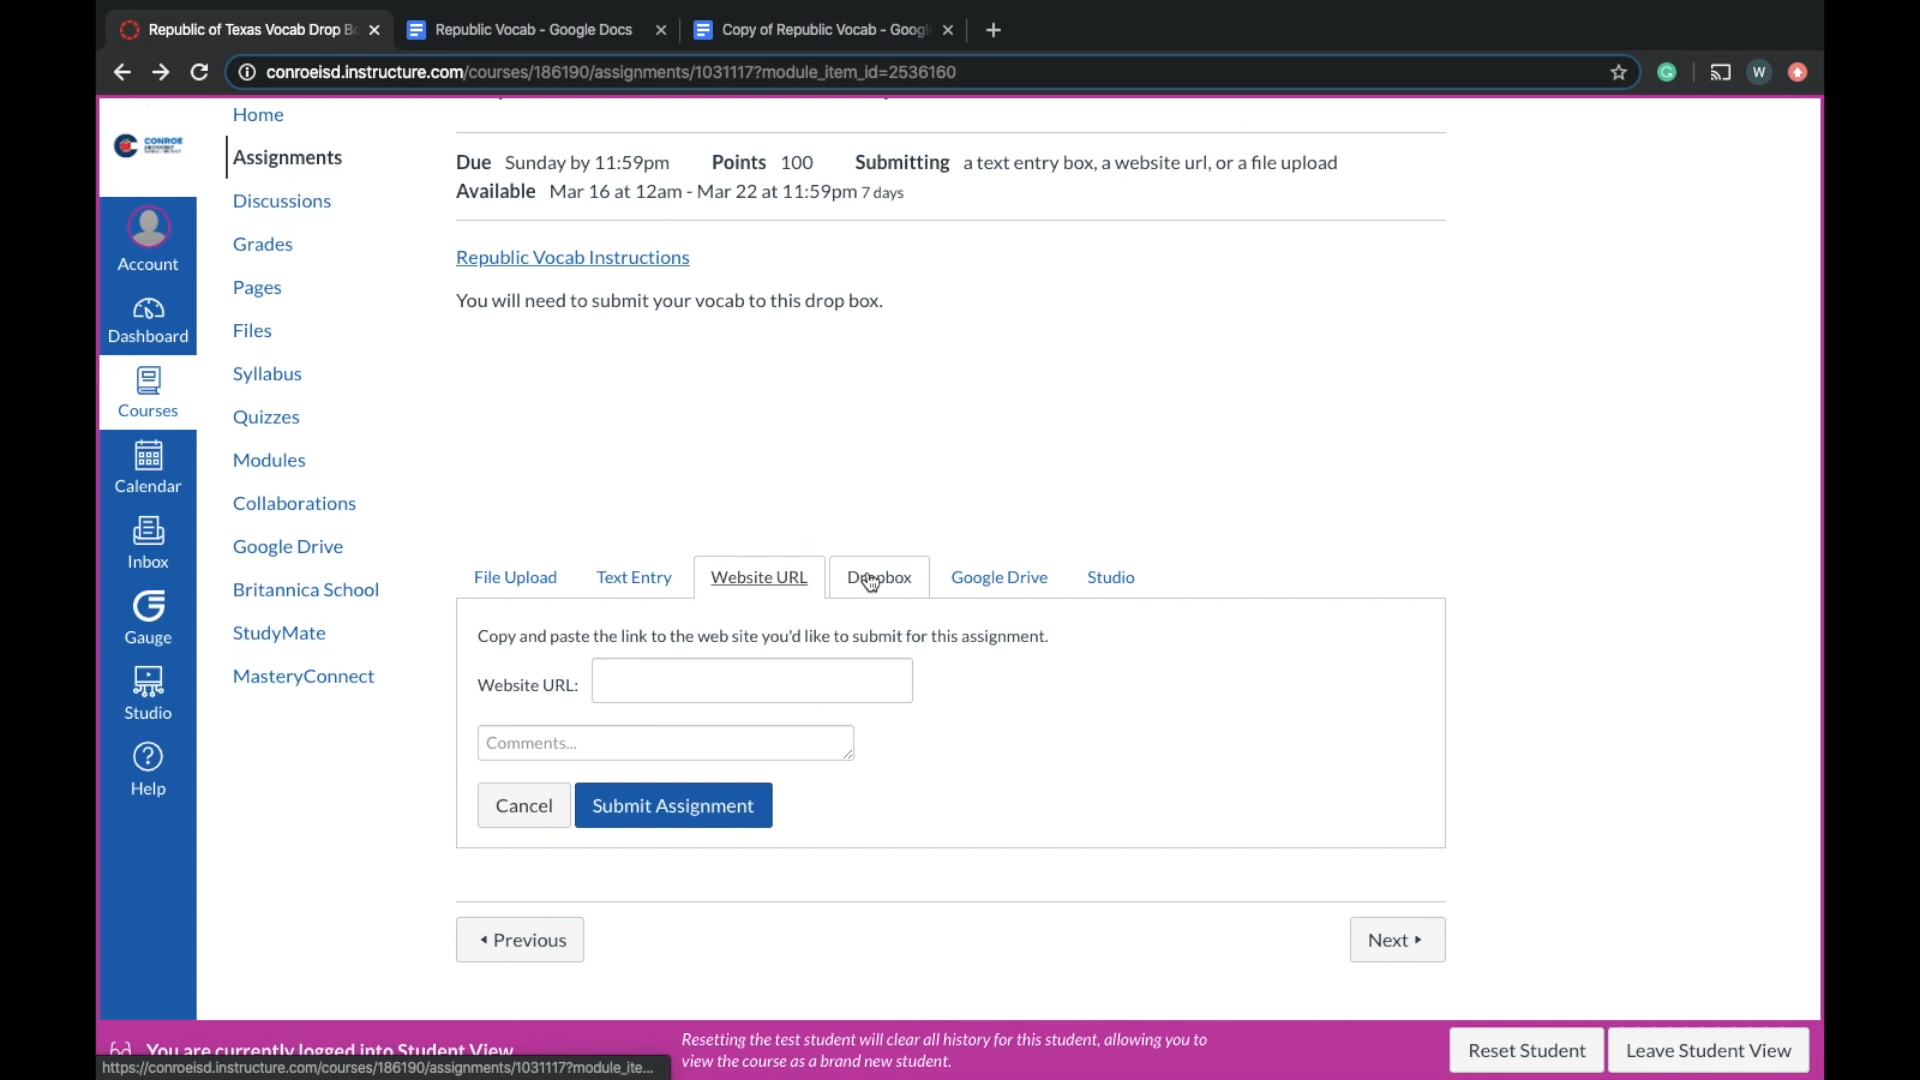 Republic of Texas Vocab Drop Bo
Republic Vocab - Google Docs
Copy of Republic Vocab - Googl
conroeisd.instructure.com/courses/186190/assignments/1031117?module_item_id=2536160
W
CONROE
Home
Assignments
Discussions
Grades
Pages
Files
Syllabus
Quizzes
Modules
Collaborations
Google Drive
Britannica School
StudyMate
MasteryConnect
Account
Dashboard
Courses
Calendar
Inbox
Gauge
Studio
Help
Due Sunday by 11:59pm Points 100 Submitting a text entry box, a website url, or a file upload
Available Mar 16 at 12am - Mar 22 at 11:59pm 7 days
Republic Vocab Instructions
You will need to submit your vocab to this drop box.
File Upload Text Entry Website URL Dropbox Google Drive Studio
Copy and paste the link to the web site you'd like to submit for this assignment.
Website URL:
Comments...
Cancel Submit Assignment
Previous
Next
You are currently logged into Student View
Resetting the test student will clear all history for this student, allowing you to
view the course as a brand new student.
Reset Student
Leave Student View
https://conroeisd.instructure.com/courses/186190/assignments/1031117?module_ite...